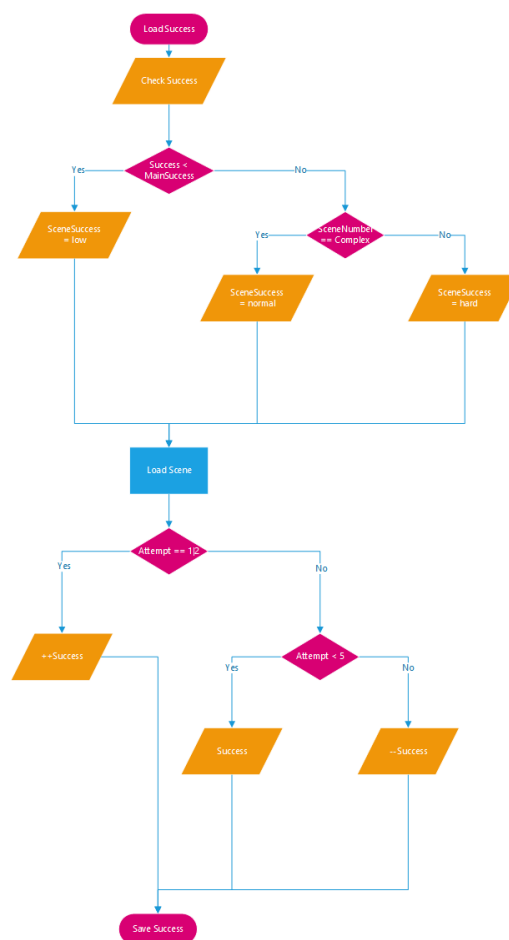 Load Success
Check Success
Success <
MainSuccess
Yes
No
SceneSuccess
= low
SceneNumber
== Complex
Yes
No
SceneSuccess
= normal
SceneSuccess
= hard
Load Scene
Attempt == 1|2
Yes
No
++Success
Attempt < 5
Yes
No
Success
--Success
Save Success